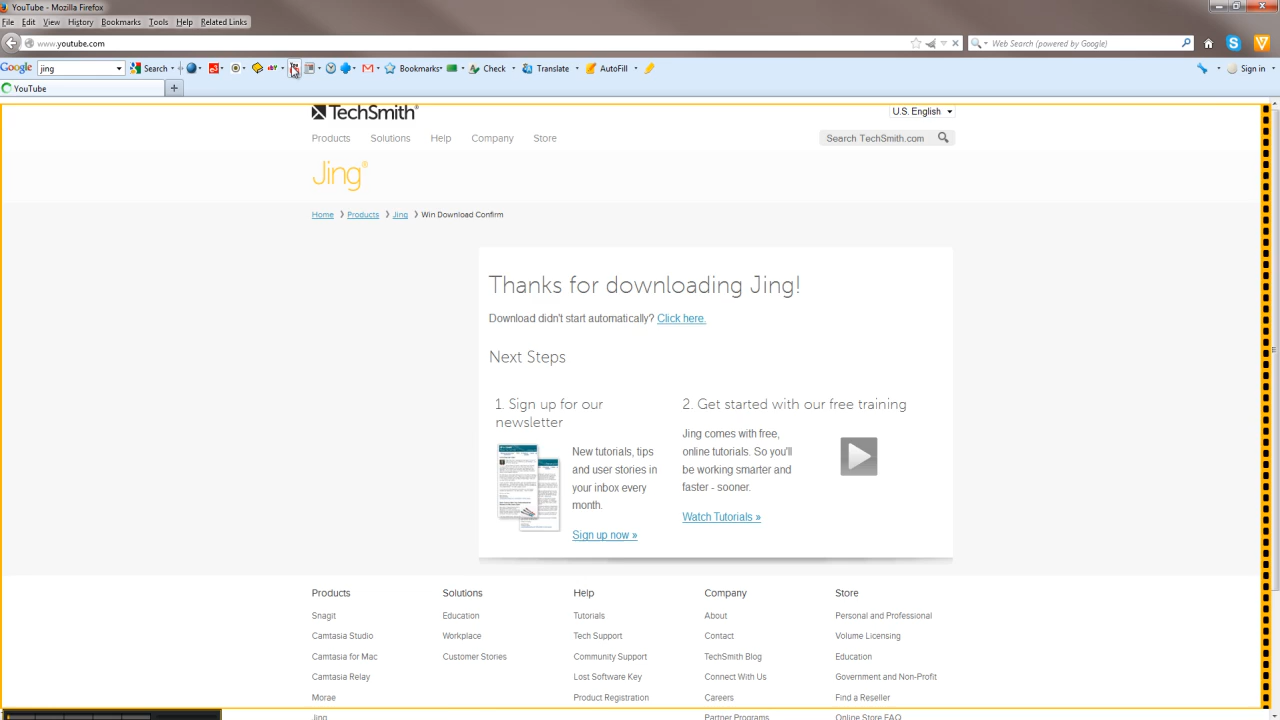 YouTube - Mozilla Firefox
File Edit View History Bookmarks Tools Help Related Links
www.youtube.com
Web Search (powered by Google)
Google jing Search Bookmarks Check Translate AutoFill Sign in
YouTube
TechSmith®
U.S. English
Products Solutions Help Company Store
Search TechSmith.com
Jing®
Home Products Jing Win Download Confirm
Thanks for downloading Jing!
Download didn't start automatically? Click here.
Next Steps
1. Sign up for our
newsletter
New tutorials, tips
and user stories in
your inbox every
month.
Sign up now »
2. Get started with our free training
Jing comes with free,
online tutorials. So you'll
be working smarter and
faster - sooner.
Watch Tutorials »
Products Solutions Help Company Store
Snagit Education Tutorials About Personal and Professional
Camtasia Studio Workplace Tech Support Contact Volume Licensing
Camtasia for Mac Customer Stories Community Support TechSmith Blog Education
Camtasia Relay Lost Software Key Connect With Us Government and Non-Profit
Morae Product Registration Careers Find a Reseller
Jing Partner Programs Online Store FAQ